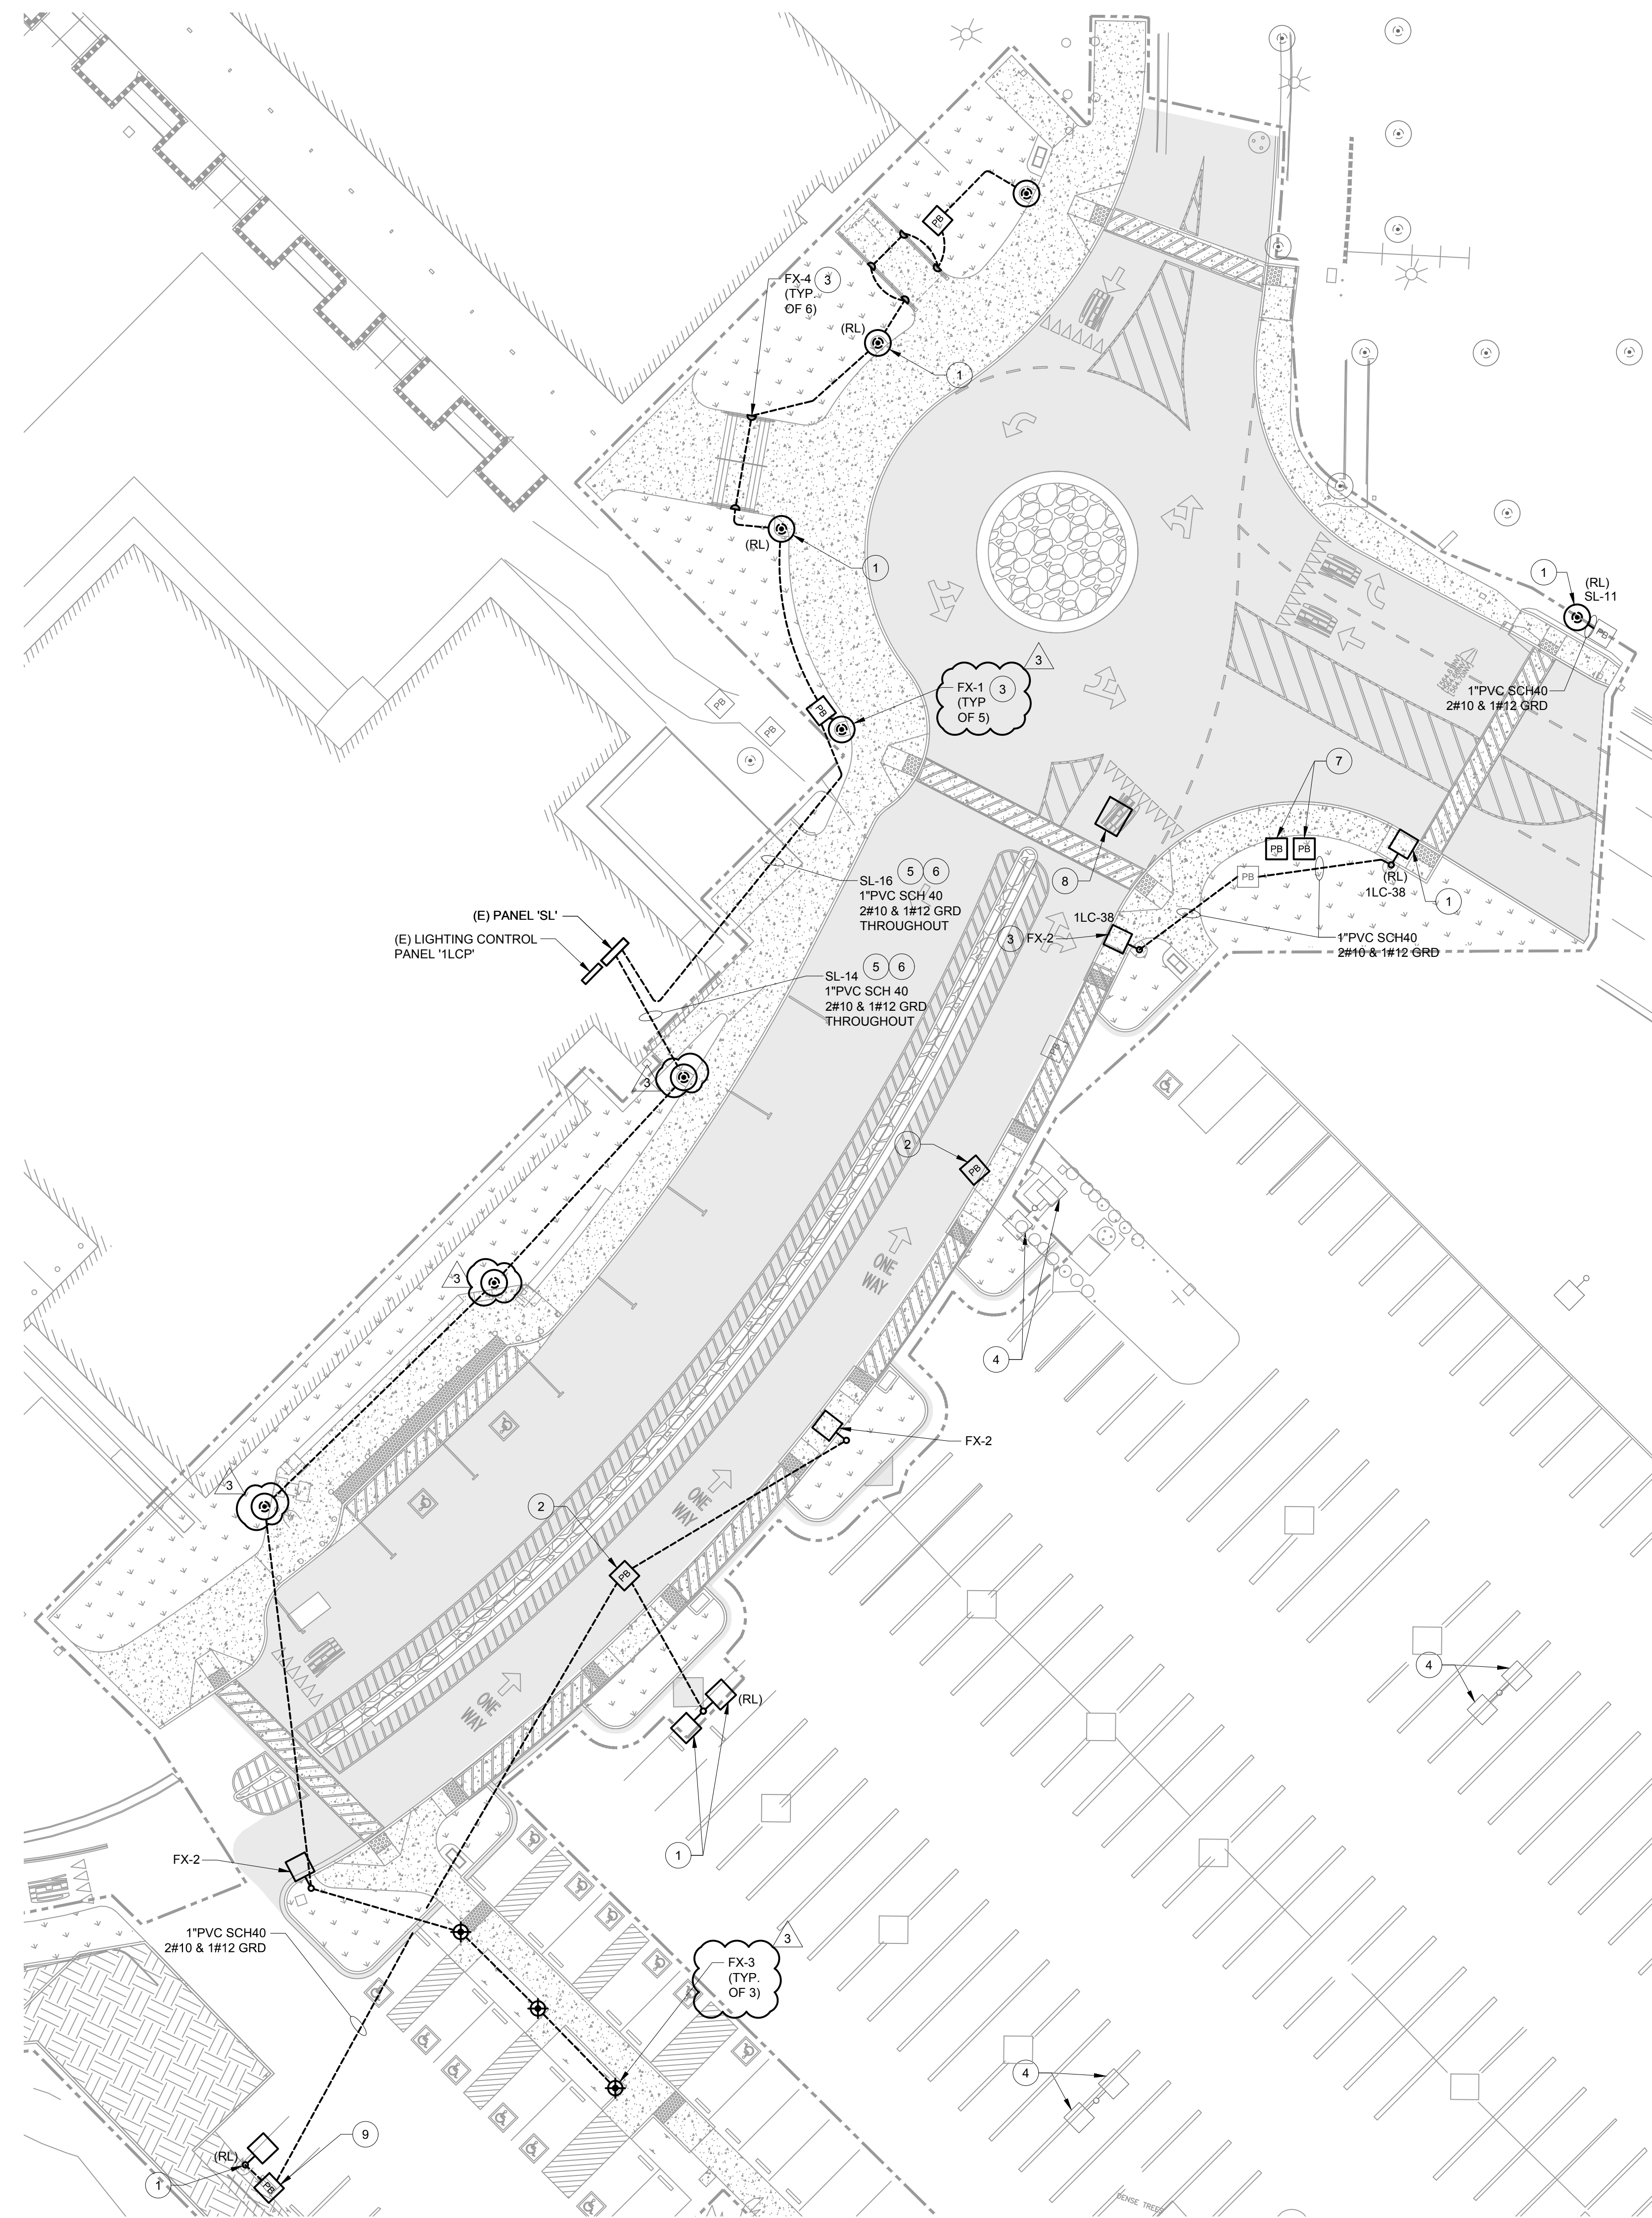 PB
FX-4 3
(TYP.
OF 6)
(RL)
1
(RL)
1
1
(RL)
SL-11
PB
3
FX-1 3
(TYP
OF 5)
PB
PB
PB
1"PVC SCH40
2#10 & 1#12 GRD
7
PB
PB
PB
(RL)
1LC-38
1
8
SL-16 5 6
1"PVC SCH 40
2#10 & 1#12 GRD
THROUGHOUT
(E) PANEL 'SL'
(E) LIGHTING CONTROL
PANEL '1LCP'
1LC-38
3 FX-2
1"PVC SCH40
2#10 & 1#12 GRD
SL-14 5 6
1"PVC SCH 40
2#10 & 1#12 GRD
THROUGHOUT
PB
3
2
PB
ONE
WAY
3
4
FX-2
3
ONE
WAY
2
PB
4
ONE
WAY
(RL)
1
FX-2
1"PVC SCH40
2#10 & 1#12 GRD
3
FX-3
(TYP.
OF 3)
4
9
(RL)
1
PB
DENSE TREES